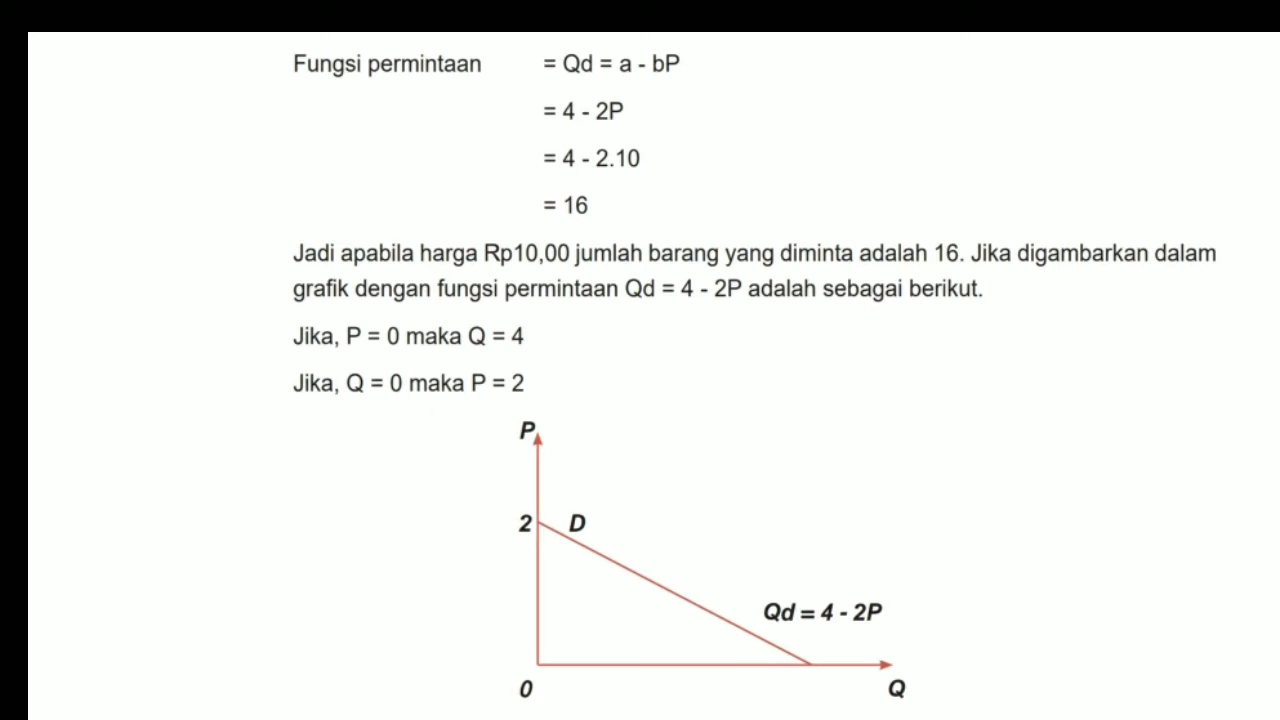 Fungsi permintaan = Qd = a - bP
= 4 - 2P
= 4 - 2.10
= 16
Jadi apabila harga Rp10,00 jumlah barang yang diminta adalah 16. Jika digambarkan dalam
grafik dengan fungsi permintaan Qd = 4 - 2P adalah sebagai berikut.
Jika, P = 0 maka Q = 4
Jika, Q = 0 maka P = 2
P
2 D
Qd = 4 - 2P
0 Q